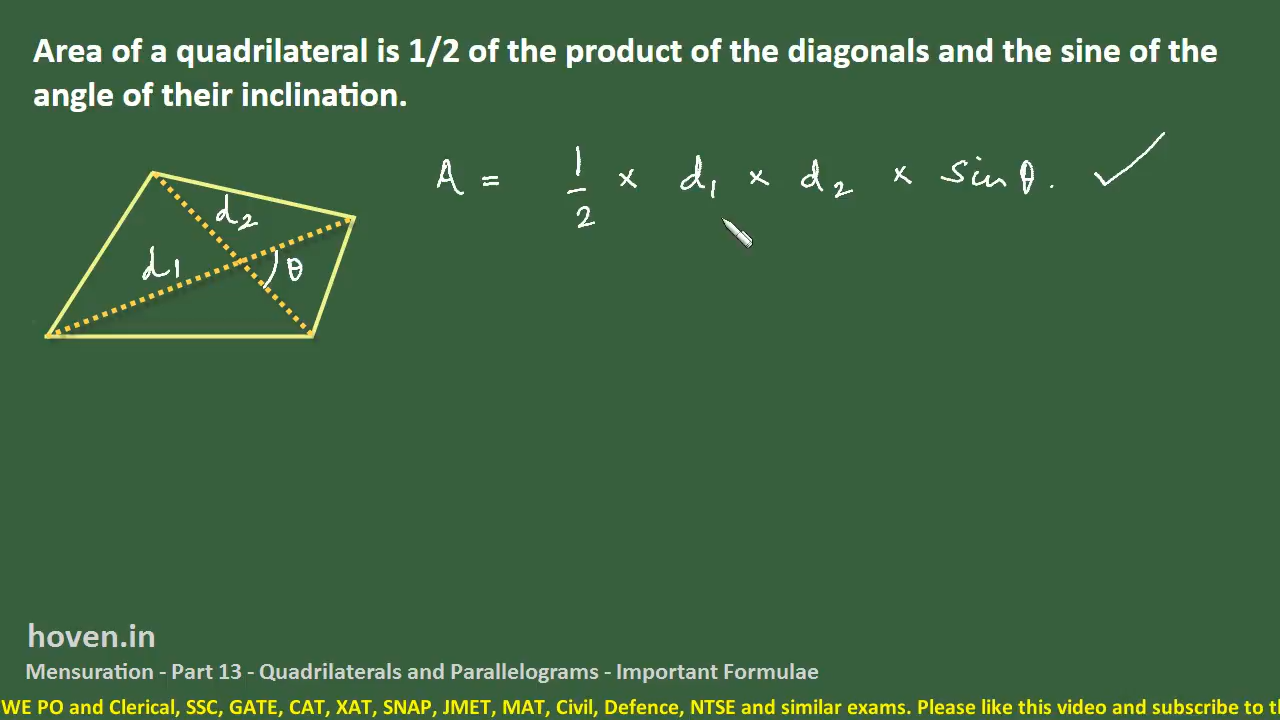 Area of a quadrilateral is 1/2 of the product of the diagonals and the sine of the
angle of their inclination.
A = 1/2 × d1 × d2 × sinθ.
d2
d1
θ
hoven.in
Mensuration - Part 13 - Quadrilaterals and Parallelograms - Important Formulae
WE PO and Clerical, SSC, GATE, CAT, XAT, SNAP, JMET, MAT, Civil, Defence, NTSE and similar exams. Please like this video and subscribe to